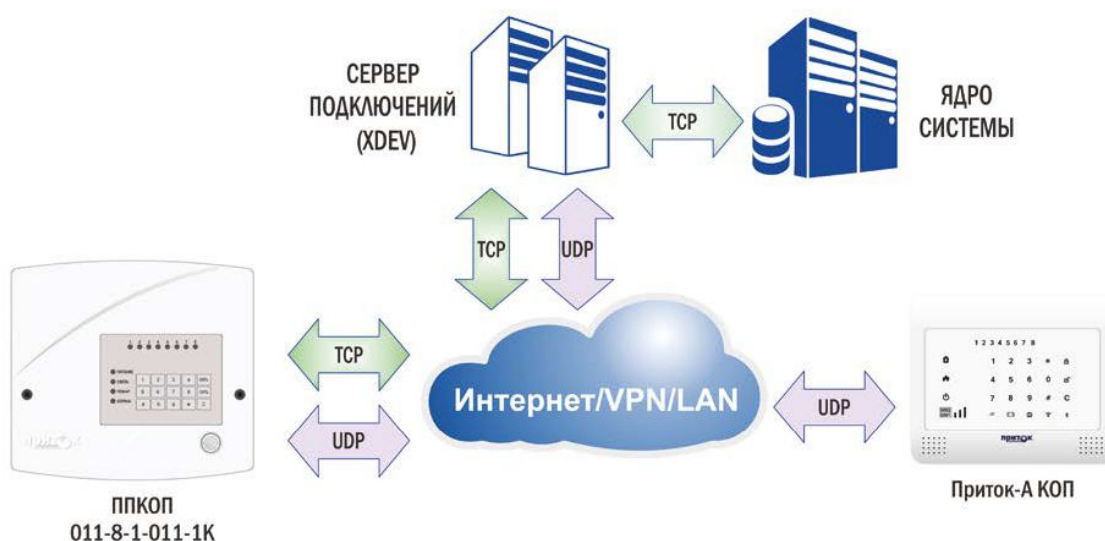 СЕРВЕР
ПОДКЛЮЧЕНИЙ
(XDEV)
TCP
ЯДРО
СИСТЕМЫ
TCP
UDP
TCP
UDP
Интернет/VPN/LAN
UDP
1 2 3 4 5 6 7 8
1 2 3 *
4 5 6 0
7 8 9 # C
ПРИТОК
Приток-А КОП
ППКОП
011-8-1-011-1К